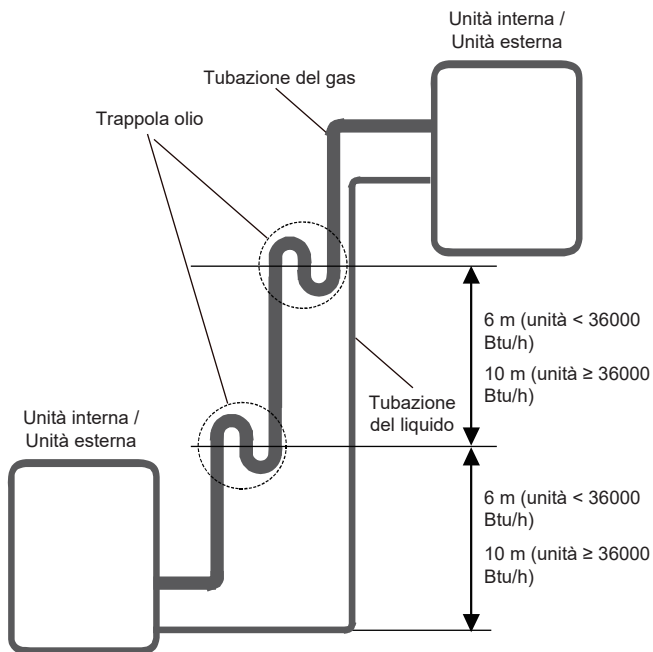 Unità interna /
Unità esterna
Tubazione del gas
Trappola olio
6 m (unità < 36000
Btu/h)
10 m (unità ≥ 36000
Btu/h)
Tubazione
del liquido
Unità interna /
Unità esterna
6 m (unità < 36000
Btu/h)
10 m (unità ≥ 36000
Btu/h)